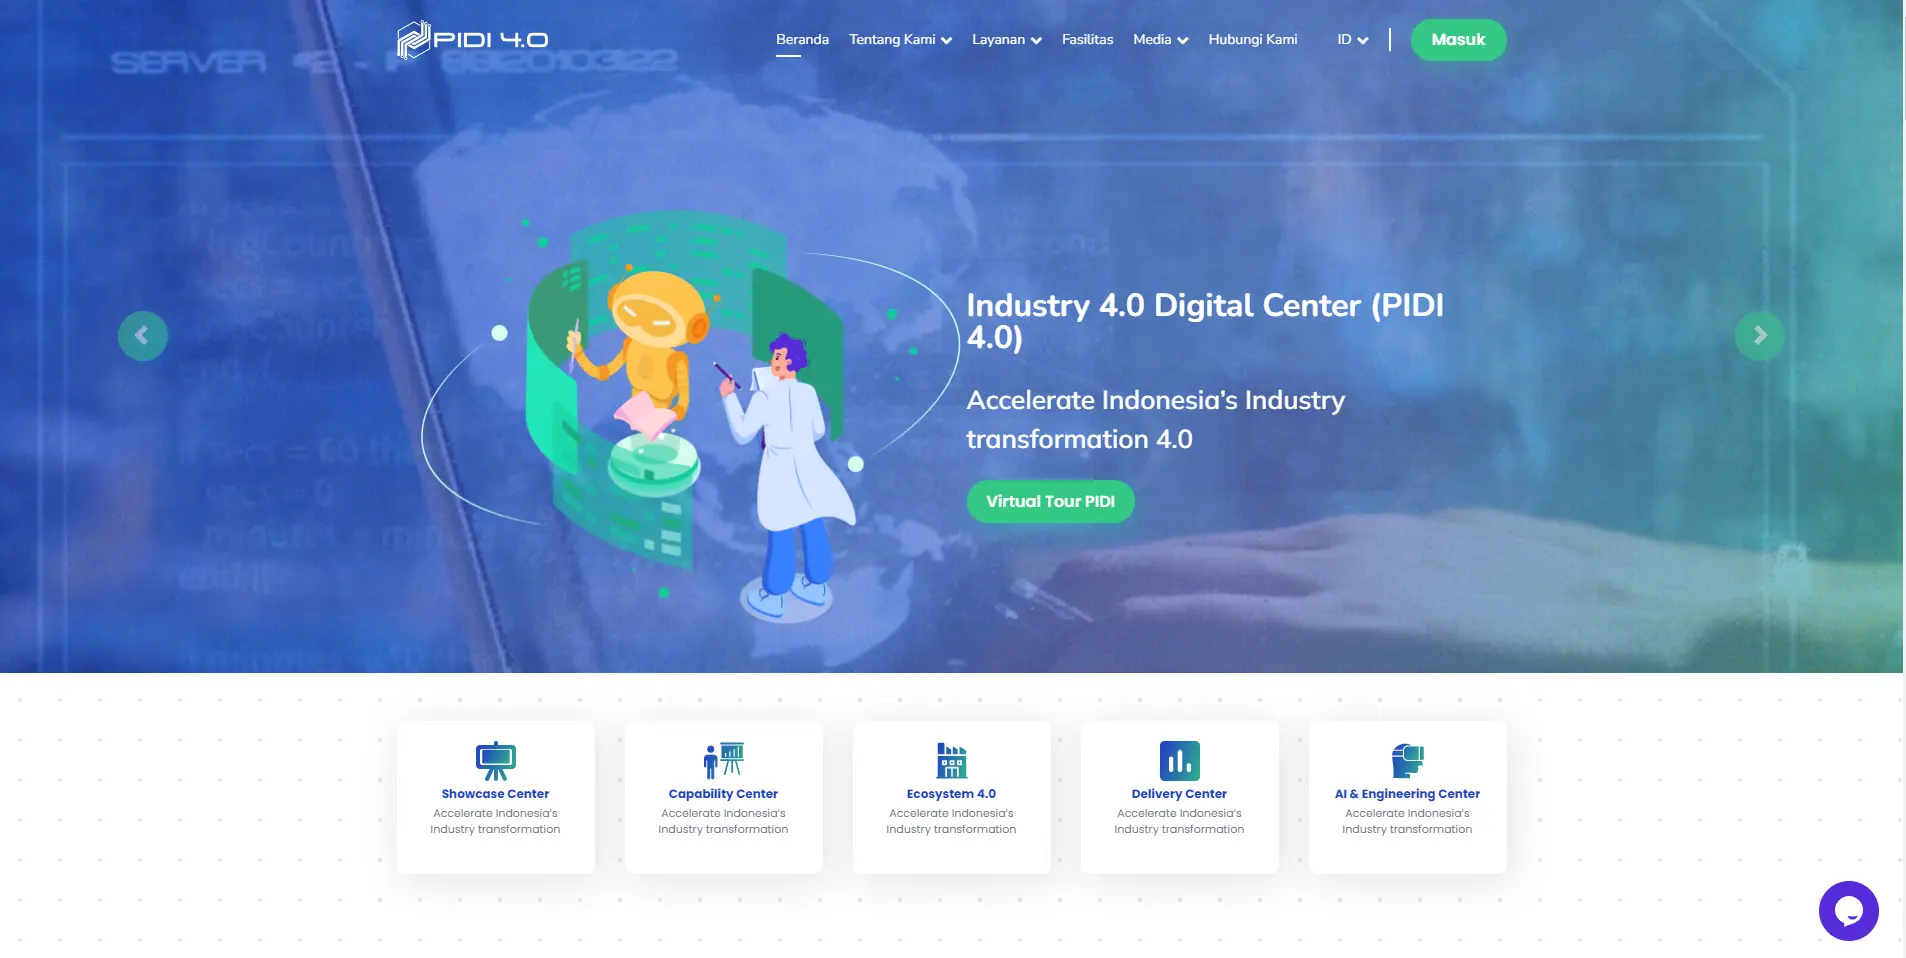 PIDI 4.0
Beranda
Tentang Kami
Layanan
Fasilitas
Media
Hubungi Kami
ID
Masuk
SERVER
Industry 4.0 Digital Center (PIDI
4.0)
Accelerate Indonesia's Industry
transformation 4.0
Virtual Tour PIDI
Showcase Center
Accelerate Indonesia's
Industry transformation
Capability Center
Accelerate Indonesia's
Industry transformation
Ecosystem 4.0
Accelerate Indonesia's
Industry transformation
Delivery Center
Accelerate Indonesia's
Industry transformation
AI & Engineering Center
Accelerate Indonesia's
Industry transformation